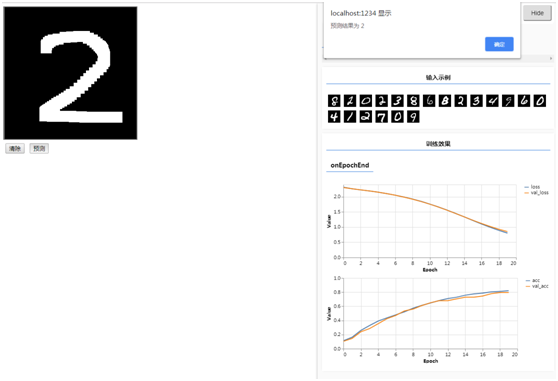 2
清除 预测
localhost:1234 显示
预测结果为 2
确定
Hide
输入示例
8 2 0 2 3 8 6 8 2 3 4 5 6 0
4 1 2 7 0 9
训练效果
onEpochEnd
loss
val_loss
2.0
1.5
1.0
0.5
0.0
Value
0 2 4 6 8 10 12 14 16 18 20
Epoch
acc
val_acc
1.0
0.8
0.6
0.4
0.2
0.0
Value
0 2 4 6 8 10 12 14 16 18 20
Epoch